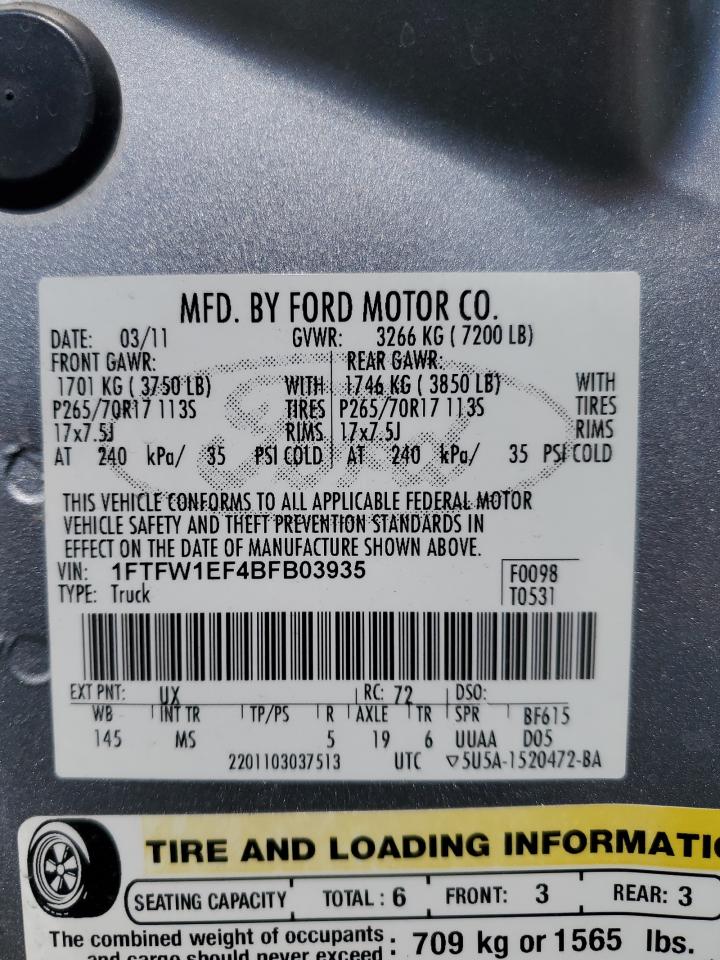 MFD. BY FORD MOTOR CO.
DATE: 03/11 GVWR: 3266 KG ( 7200 LB)
FRONT GAWR: REAR GAWR:
1701 KG ( 3750 LB) WITH 1746 KG ( 3850 LB) WITH
P265/70R17 113S TIRES P265/70R17 113S TIRES
17x7.5J RIMS 17x7.5J RIMS
AT 240 kPa/ 35 PSI COLD AT 240 kPa/ 35 PSI COLD
THIS VEHICLE CONFORMS TO ALL APPLICABLE FEDERAL MOTOR
VEHICLE SAFETY AND THEFT PREVENTION STANDARDS IN
EFFECT ON THE DATE OF MANUFACTURE SHOWN ABOVE.
VIN: 1FTFW1EF4BFB03935 F0098
TYPE: Truck T0531
EXT PNT: UX RC: 72 DSO:
WB INT TR TP/PS R AXLE TR SPR BF615
145 MS 5 19 6 UUAA D05
2201103037513 UTC ▽5U5A-1520472-BA
TIRE AND LOADING INFORMATIO
SEATING CAPACITY TOTAL : 6 FRONT: 3 REAR: 3
The combined weight of occupants : 709 kg or 1565 lbs.
and cargo should never exceed